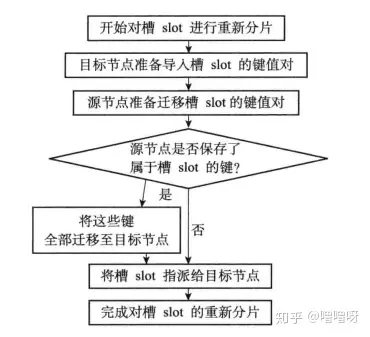 开始对槽 slot 进行重新分片
目标节点准备导入槽 slot 的键值对
源节点准备迁移槽 slot 的键值对
源节点是否保存了
属于槽 slot 的键?
是
将这些键
全部迁移至目标节点
否
将槽 slot 指派给目标节点
完成对槽 slot 的重新分片
知乎 @噜噜呀